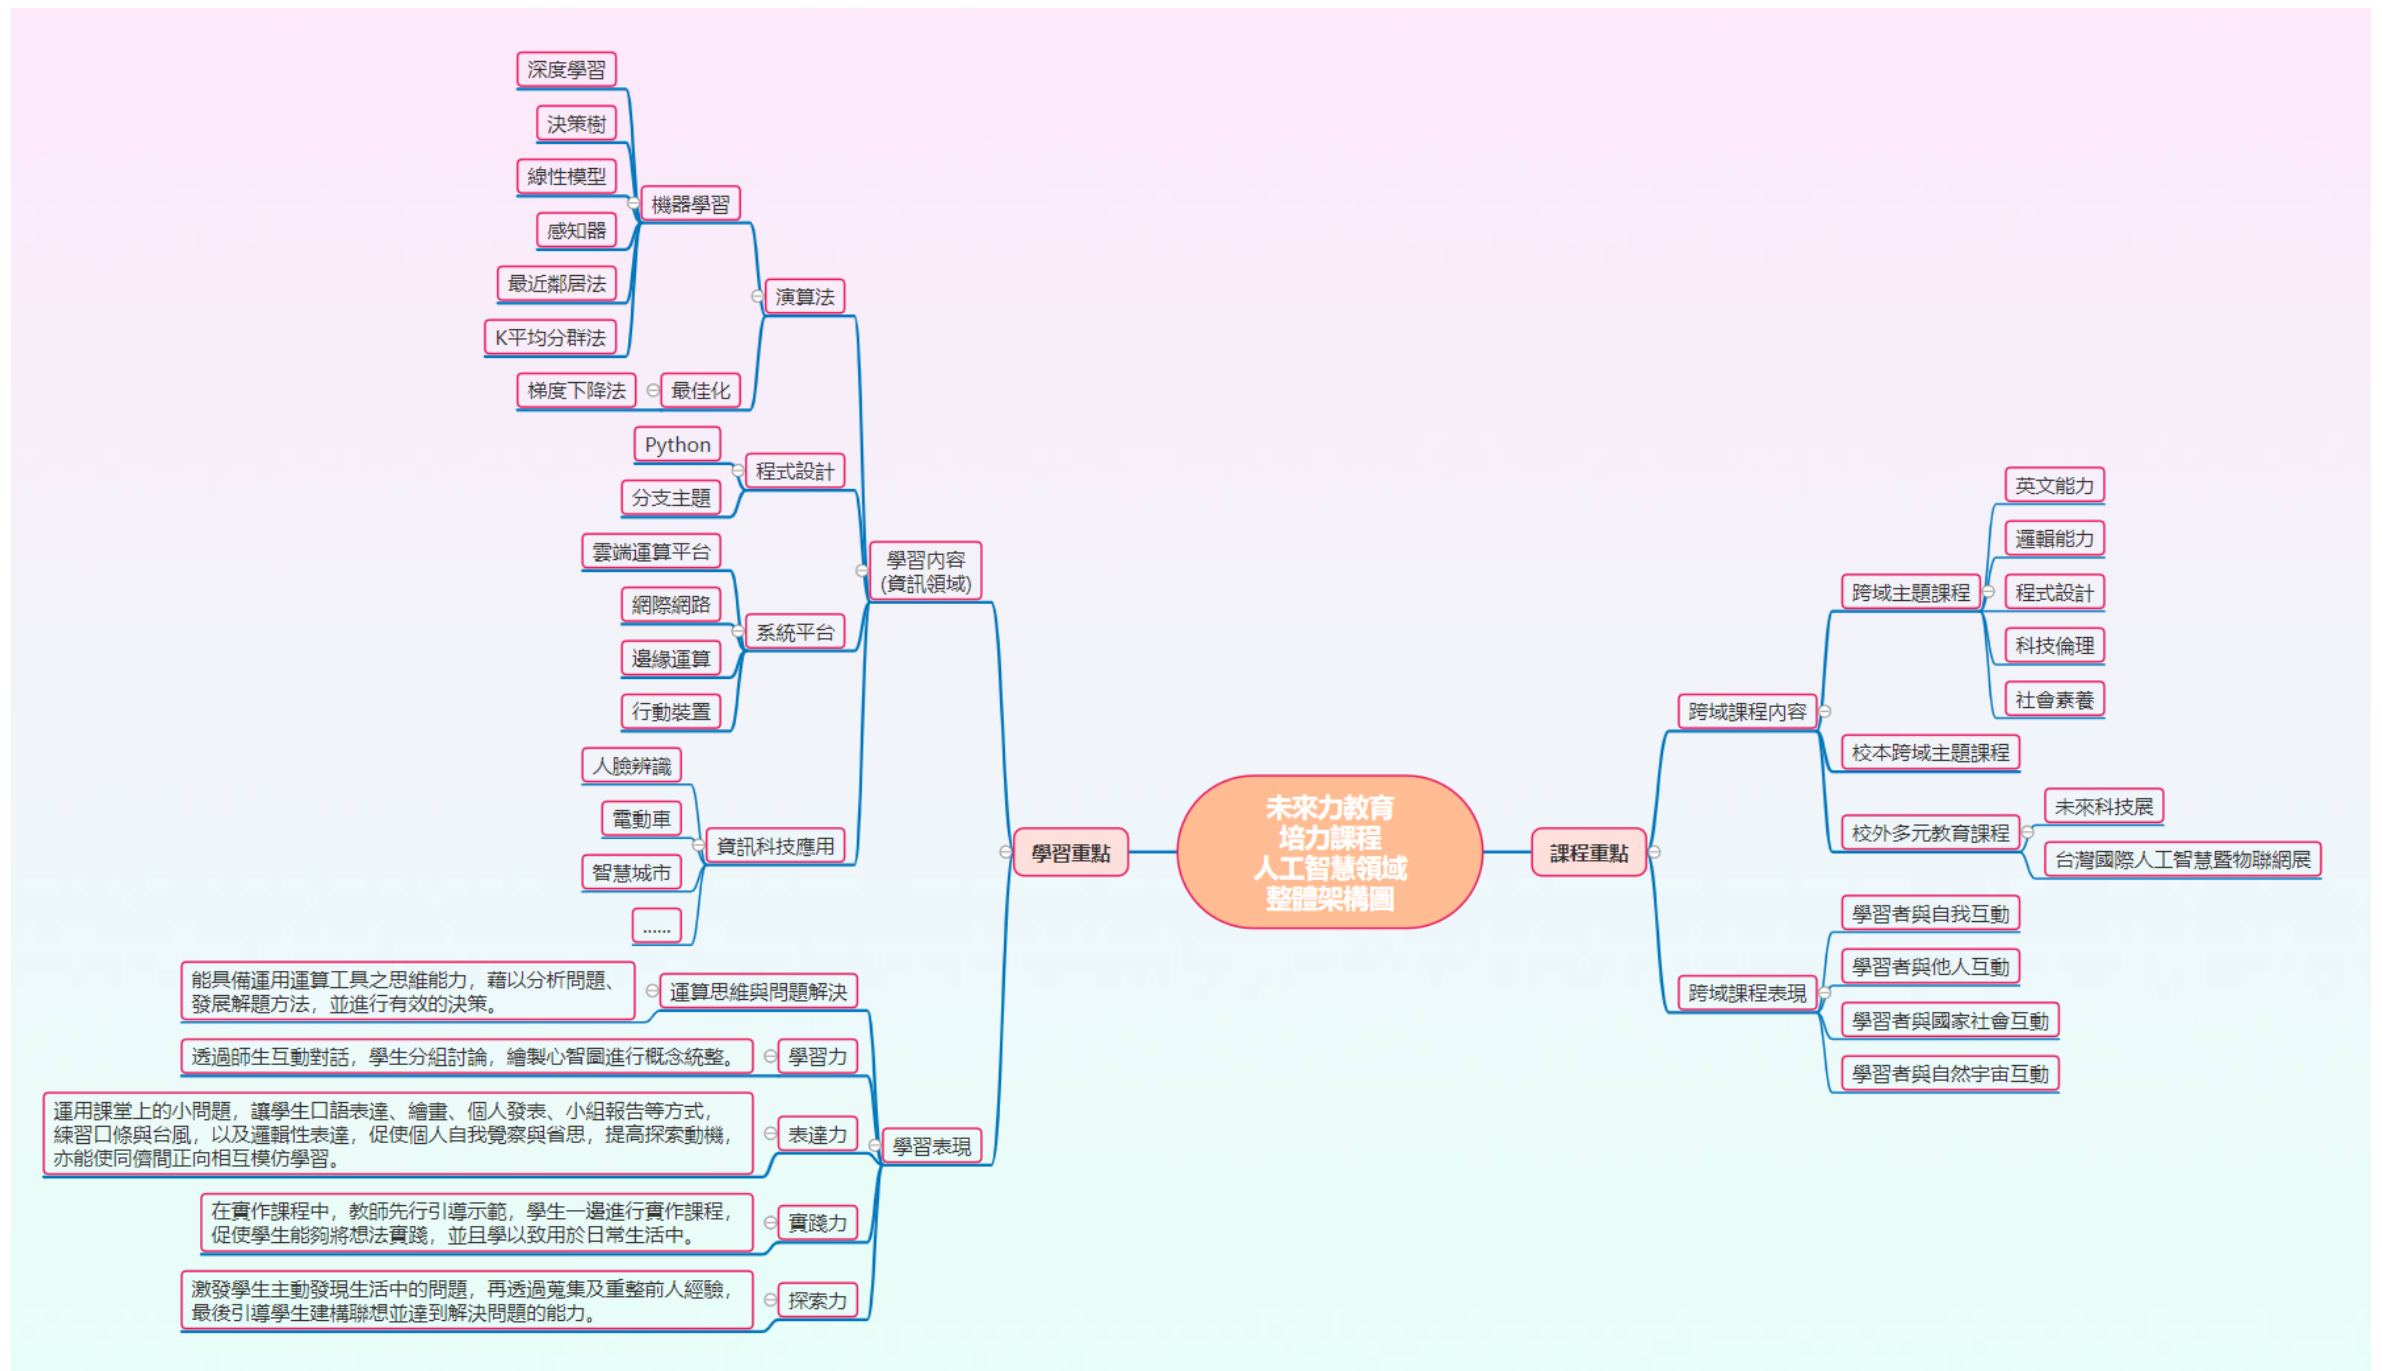 深度學習
決策樹
線性模型
感知器
最近鄰居法
K平均分群法
機器學習
梯度下降法
最佳化
演算法
Python
分支主題
程式設計
雲端運算平台
網際網路
邊緣運算
行動裝置
系統平台
人臉辨識
電動車
智慧城市
......
資訊科技應用
學習內容
(資訊領域)
能具備運用運算工具之思維能力，藉以分析問題、
發展解題方法，並進行有效的決策。
運算思維與問題解決
透過師生互動對話，學生分組討論，繪製心智圖進行概念統整。
學習力
運用課堂上的小問題，讓學生口語表達、繪畫、個人發表、小組報告等方式，
練習口條與台風，以及邏輯性表達，促使個人自我覺察與省思，提高探索動機，
亦能使同儕間正向相互模仿學習。
表達力
在實作課程中，教師先行引導示範，學生一邊進行實作課程，
促使學生能夠將想法實踐，並且學以致用於日常生活中。
實踐力
激發學生主動發現生活中的問題，再透過蒐集及重整前人經驗，
最後引導學生建構聯想並達到解決問題的能力。
探索力
學習表現
學習重點
未來力教育
培力課程
人工智慧領域
整體架構圖
課程重點
跨域課程內容
跨域主題課程
英文能力
邏輯能力
程式設計
科技倫理
社會素養
校本跨域主題課程
校外多元教育課程
未來科技展
台灣國際人工智慧暨物聯網展
跨域課程表現
學習者與自我互動
學習者與他人互動
學習者與國家社會互動
學習者與自然宇宙互動